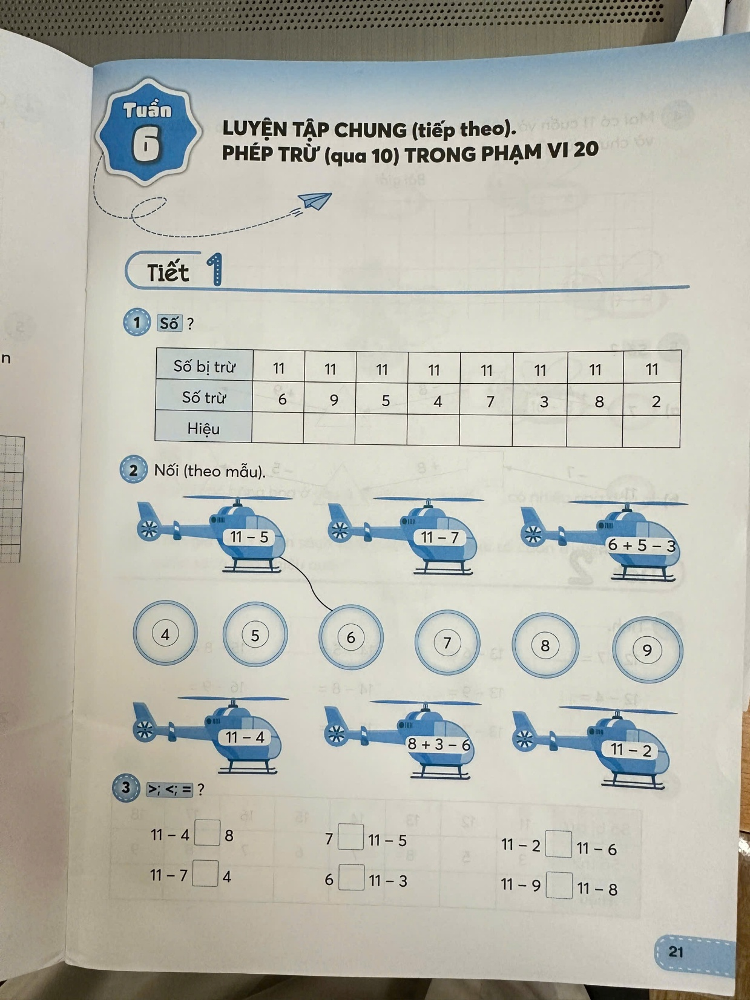 Tuần
6
LUYỆN TẬP CHUNG (tiếp theo).
PHÉP TRỪ (qua 10) TRONG PHẠM VI 20
Tiết 1
1 Số ?
Số bị trừ 11 11 11 11 11 11 11 11
Số trừ 6 9 5 4 7 3 8 2
Hiệu
2 Nối (theo mẫu).
11 – 5 11 – 7 6 + 5 – 3
4 5 6 7 8 9
11 – 4 8 + 3 – 6 11 – 2
3 >; <; = ?
11 – 4 8 7 11 – 5 11 – 2 11 – 6
11 – 7 4 6 11 – 3 11 – 9 11 – 8
21
n